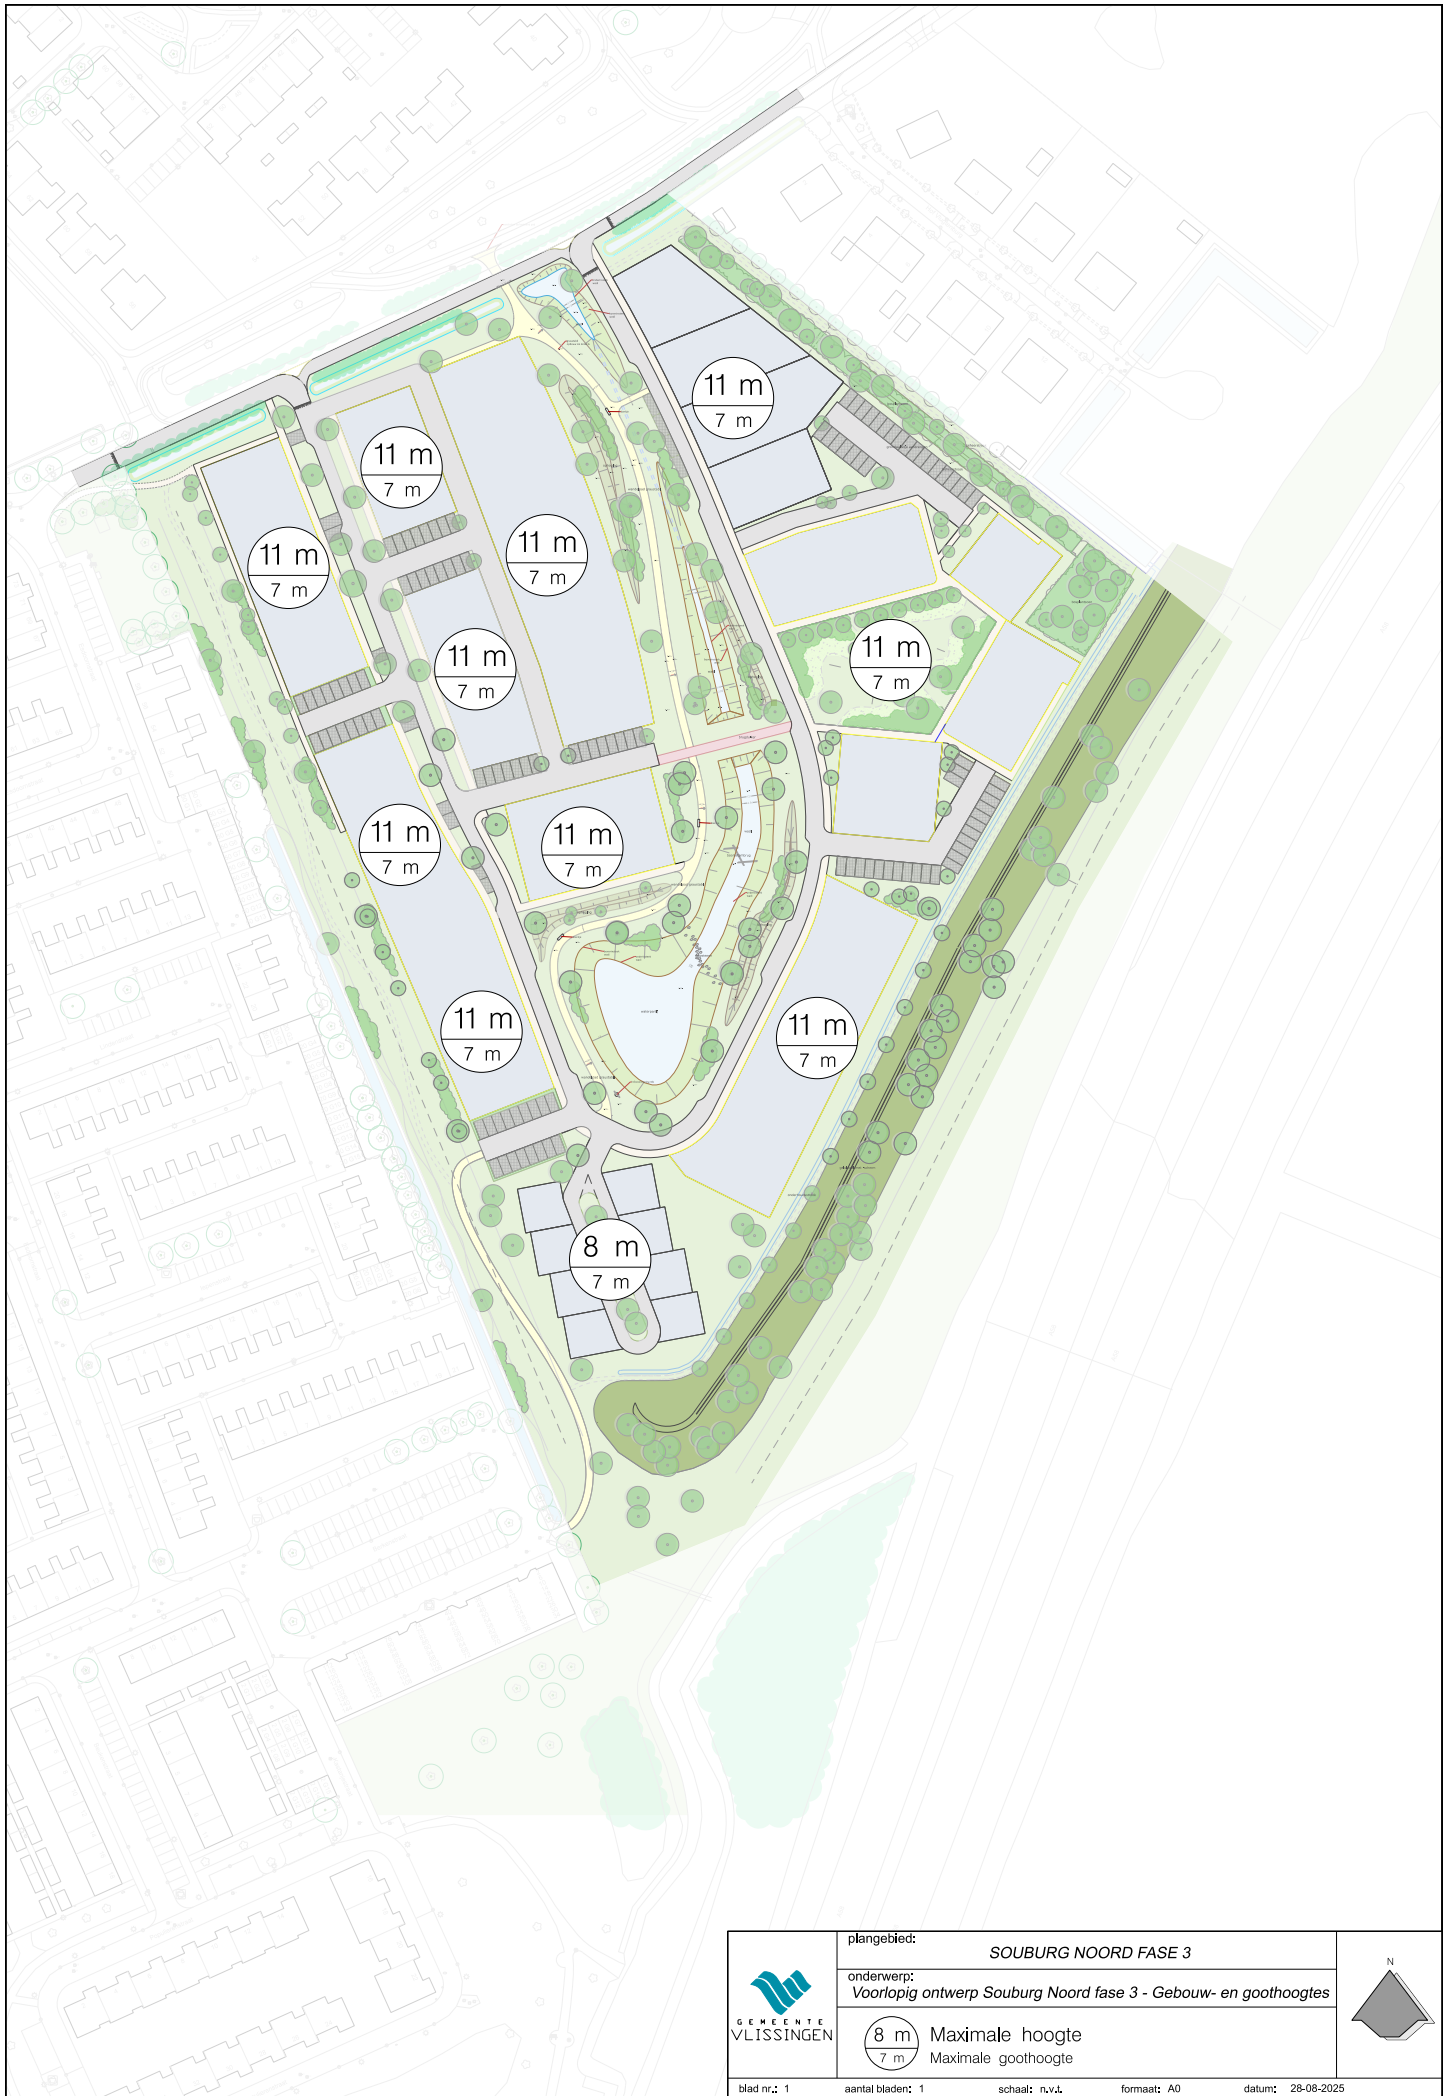 11 m
7 m
11 m
7 m
11 m
7 m
11 m
7 m
11 m
7 m
11 m
7 m
11 m
7 m
11 m
7 m
11 m
7 m
11 m
7 m
8 m
7 m
plangebied:
SOUBURG NOORD FASE 3
onderwerp:
Voorlopig ontwerp Souburg Noord fase 3 - Gebouw- en goothoogtes
GEMEENTE
VLISSINGEN
8 m
7 m
Maximale hoogte
Maximale goothoogte
N
blad nr.: 1 aantal bladen: 1 schaal: n.v.t. formaat: A0 datum: 28-08-2025